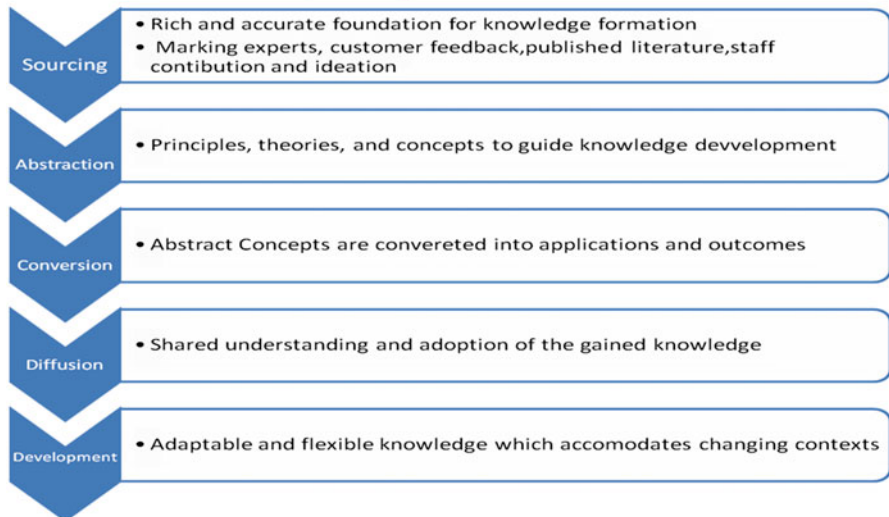 Sourcing
• Rich and accurate foundation for knowledge formation
• Marking experts, customer feedback,published literature,staff
contibution and ideation
Abstraction
• Principles, theories, and concepts to guide knowledge devvelopment
Conversion
• Abstract Concepts are convereted into applications and outcomes
Diffusion
• Shared understanding and adoption of the gained knowledge
Development
• Adaptable and flexible knowledge which accomodates changing contexts